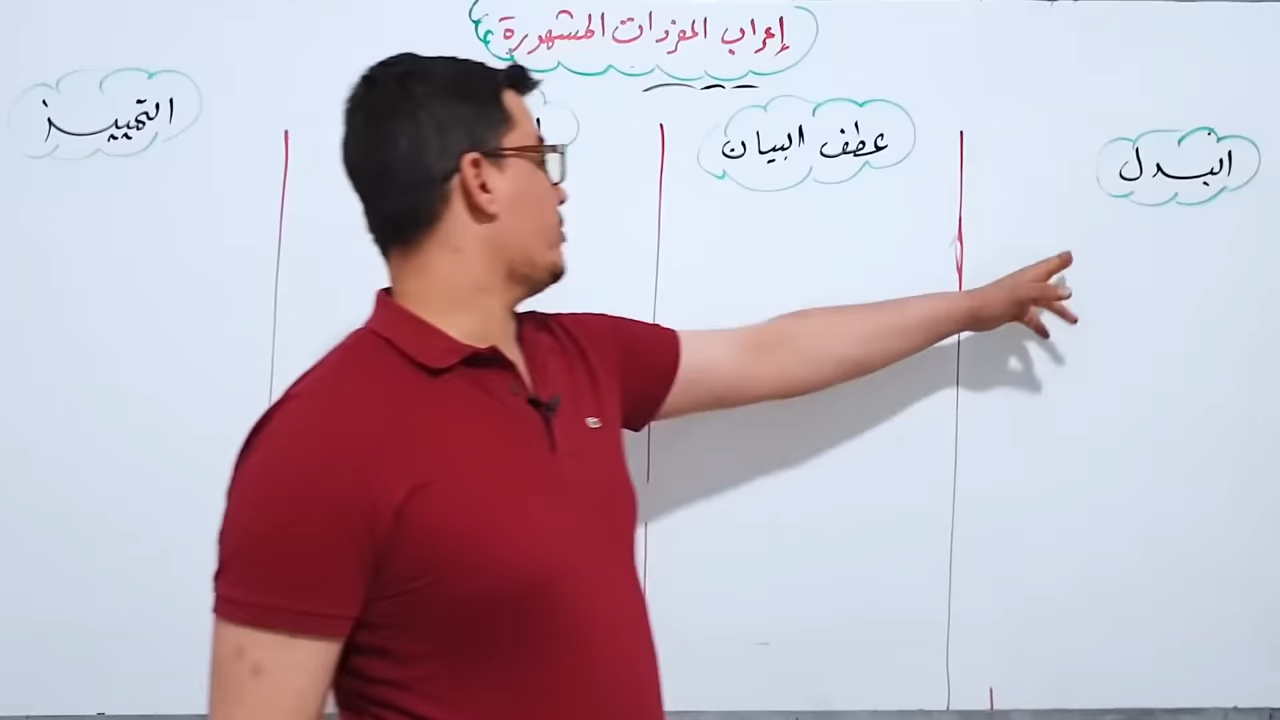 إعراب المفردات المشهورة
البدل
عطف البيان
التمييز